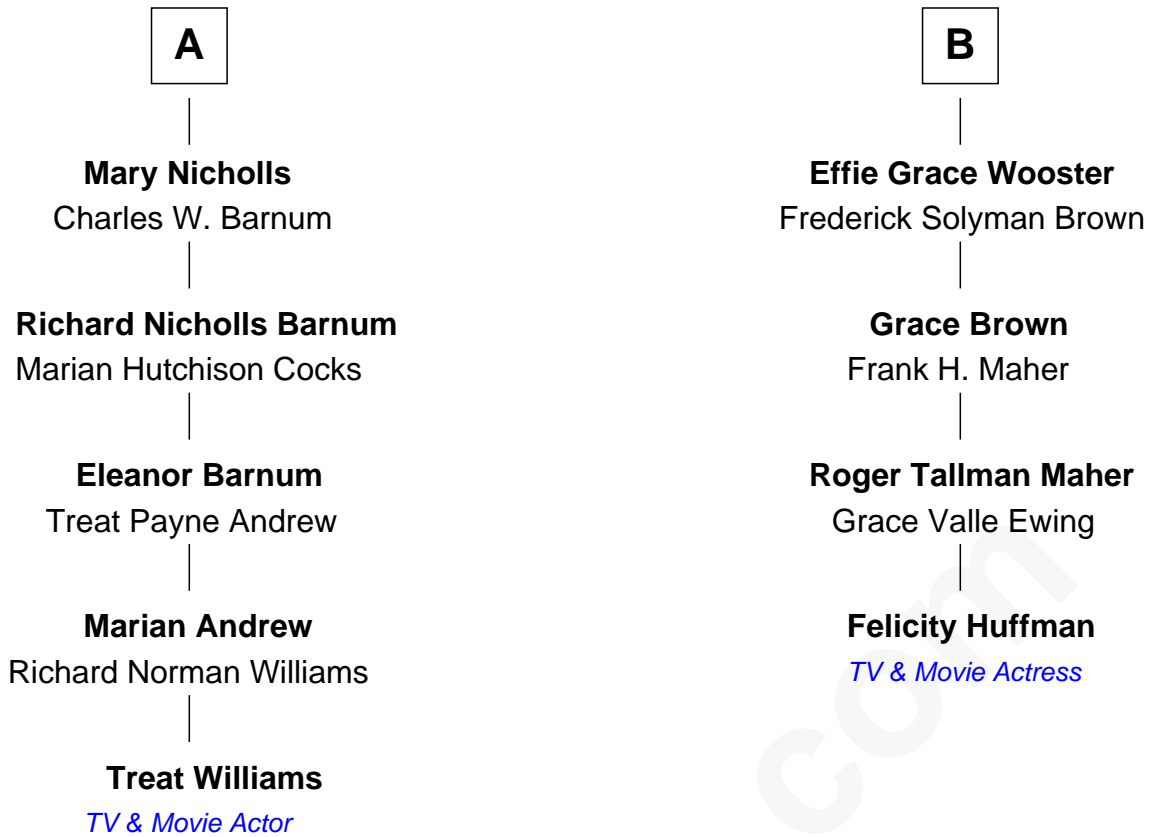 A
Mary Nicholls
Charles W. Barnum
Richard Nicholls Barnum
Marian Hutchison Cocks
Eleanor Barnum
Treat Payne Andrew
Marian Andrew
Richard Norman Williams
Treat Williams
TV & Movie Actor
B
Effie Grace Wooster
Frederick Solyman Brown
Grace Brown
Frank H. Maher
Roger Tallman Maher
Grace Valle Ewing
Felicity Huffman
TV & Movie Actress
com